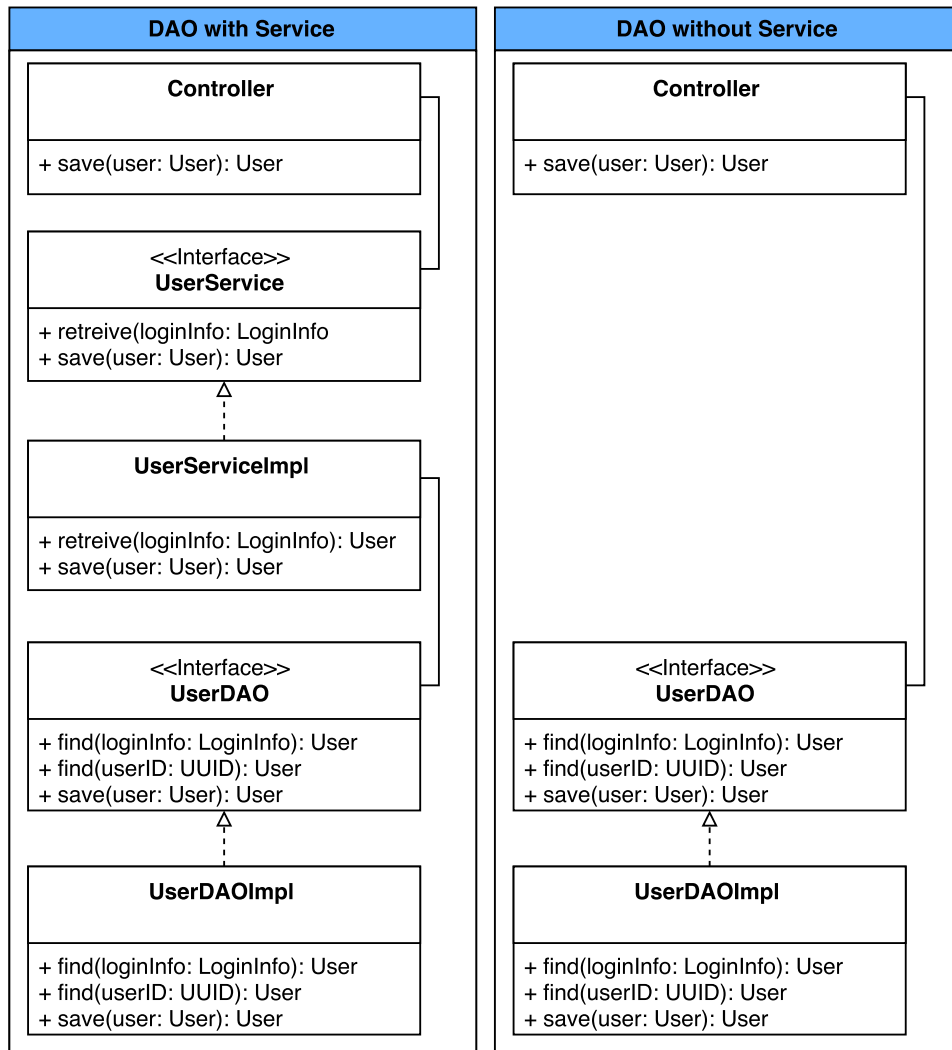 DAO with Service
Controller
+ save(user: User): User
<<Interface>>
UserService
+ retreive(loginInfo: LoginInfo
+ save(user: User): User
UserServiceImpl
+ retreive(loginInfo: LoginInfo): User
+ save(user: User): User
<<Interface>>
UserDAO
+ find(loginInfo: LoginInfo): User
+ find(userID: UUID): User
+ save(user: User): User
UserDAOImpl
+ find(loginInfo: LoginInfo): User
+ find(userID: UUID): User
+ save(user: User): User
DAO without Service
Controller
+ save(user: User): User
<<Interface>>
UserDAO
+ find(loginInfo: LoginInfo): User
+ find(userID: UUID): User
+ save(user: User): User
UserDAOImpl
+ find(loginInfo: LoginInfo): User
+ find(userID: UUID): User
+ save(user: User): User